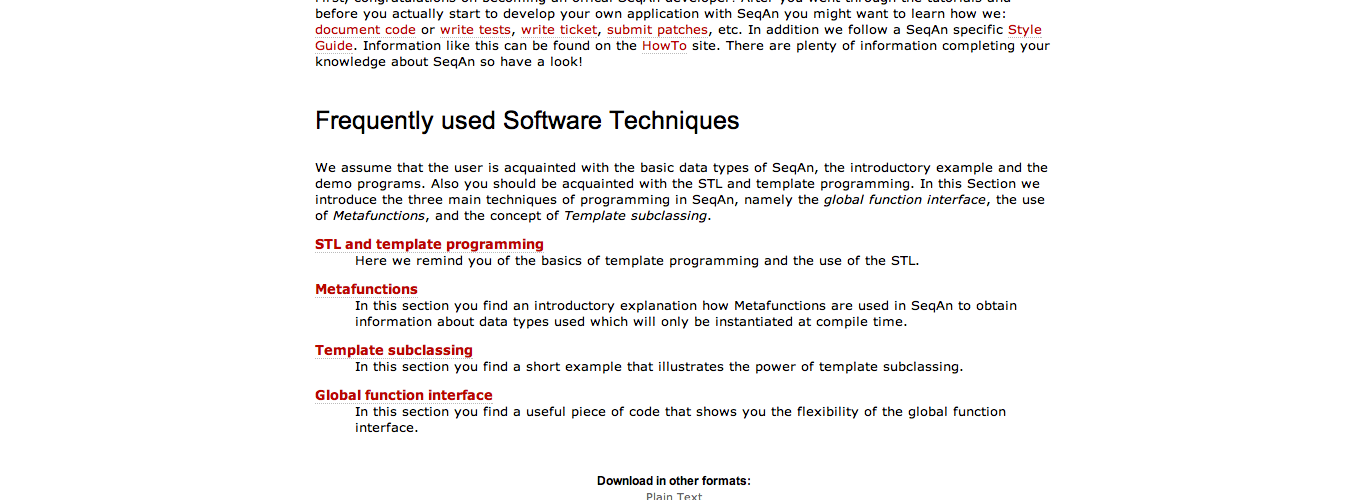 before you actually start to develop your own application with SeqAn you might want to learn how we:
document code or write tests, write ticket, submit patches, etc. In addition we follow a SeqAn specific Style
Guide. Information like this can be found on the HowTo site. There are plenty of information completing your
knowledge about SeqAn so have a look!
Frequently used Software Techniques
We assume that the user is acquainted with the basic data types of SeqAn, the introductory example and the
demo programs. Also you should be acquainted with the STL and template programming. In this Section we
introduce the three main techniques of programming in SeqAn, namely the global function interface, the use
of Metafunctions, and the concept of Template subclassing.
STL and template programming
Here we remind you of the basics of template programming and the use of the STL.
Metafunctions
In this section you find an introductory explanation how Metafunctions are used in SeqAn to obtain
information about data types used which will only be instantiated at compile time.
Template subclassing
In this section you find a short example that illustrates the power of template subclassing.
Global function interface
In this section you find a useful piece of code that shows you the flexibility of the global function
interface.
Download in other formats:
Plain Text